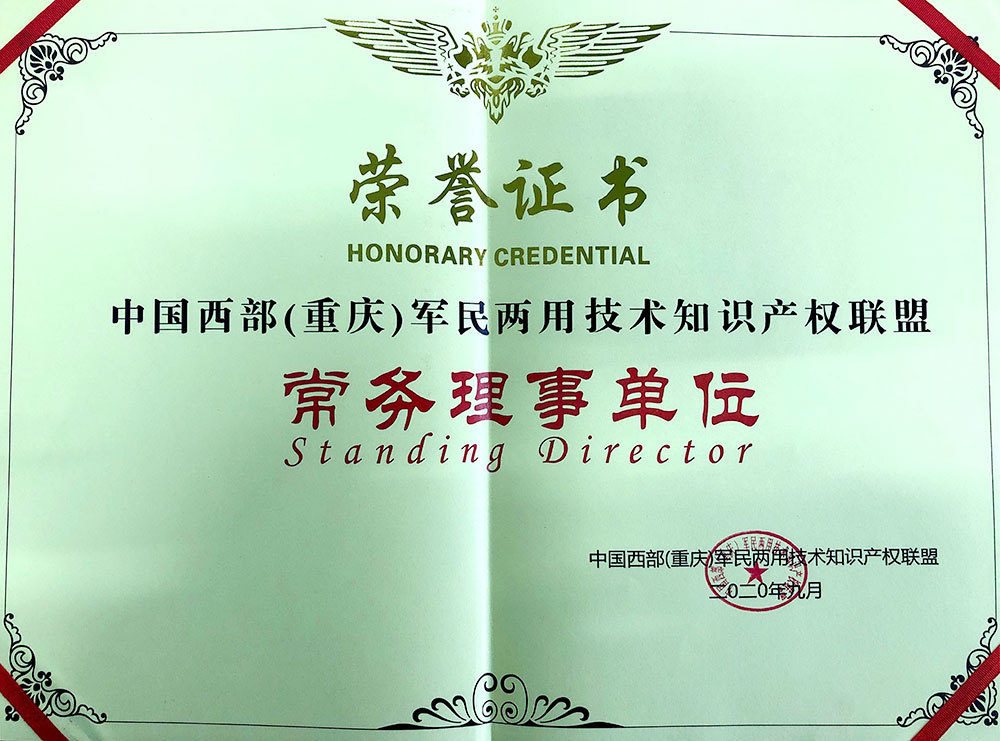 荣誉证书
HONORARY CREDENTIAL
中国西部(重庆)军民两用技术知识产权联盟
常务理事单位
Standing Director
中国西部(重庆)军民两用技术知识产权联盟
二〇二〇年九月